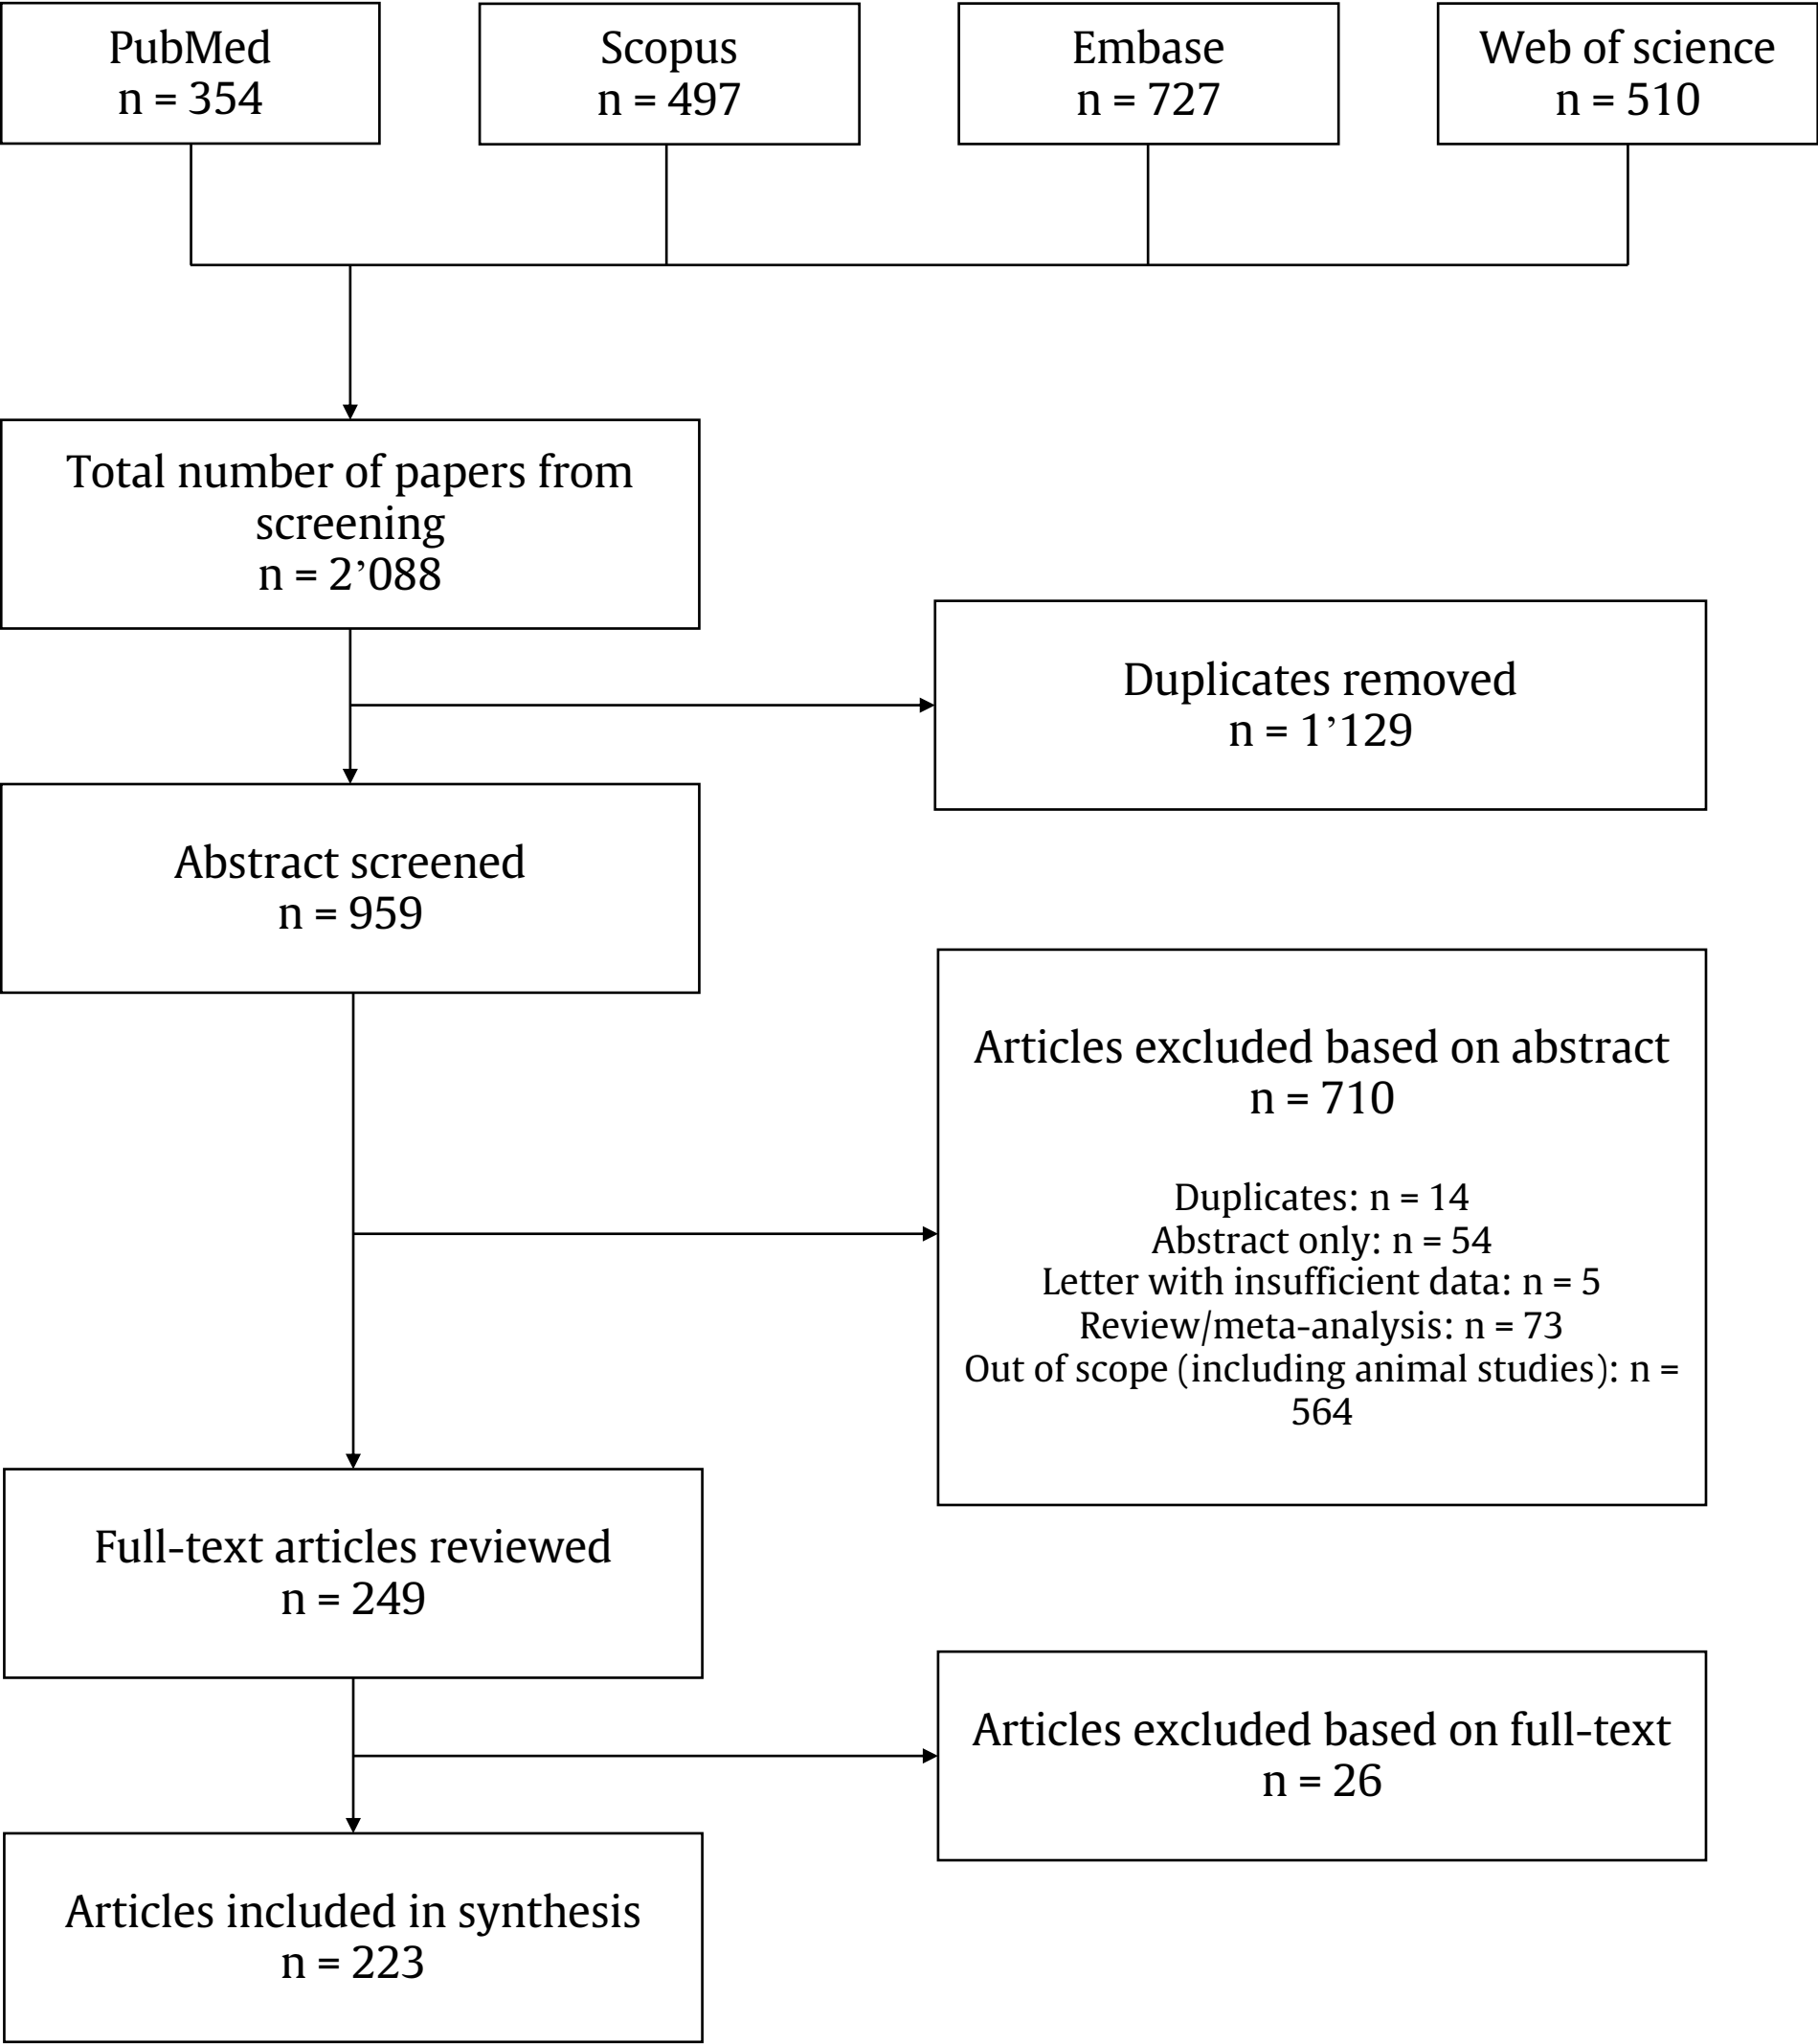 PubMed
n = 354
Scopus
n = 497
Embase
n = 727
Web of science
n = 510
Total number of papers from
screening
n = 2’088
Duplicates removed
n = 1’129
Abstract screened
n = 959
Articles excluded based on abstract
n = 710
Duplicates: n = 14
Abstract only: n = 54
Letter with insufficient data: n = 5
Review/meta-analysis: n = 73
Out of scope (including animal studies): n =
564
Full-text articles reviewed
n = 249
Articles excluded based on full-text
n = 26
Articles included in synthesis
n = 223